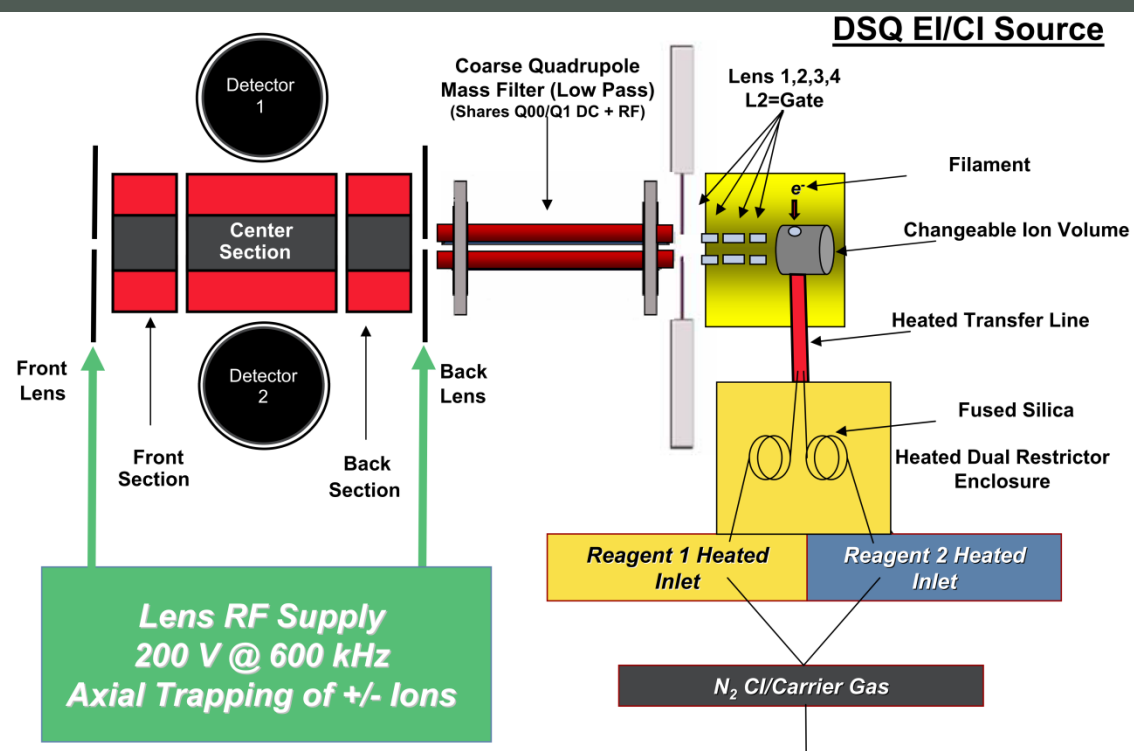 DSQ EI/CI Source
Detector
1
Coarse Quadrupole
Mass Filter (Low Pass)
(Shares Q00/Q1 DC + RF)
Lens 1,2,3,4
L2=Gate
Filament
e-
Changeable Ion Volume
Center
Section
Heated Transfer Line
Front
Lens
Detector
2
Back
Lens
Front
Section
Back
Section
Fused Silica
Heated Dual Restrictor
Enclosure
Reagent 1 Heated
Inlet
Reagent 2 Heated
Inlet
Lens RF Supply
200 V @ 600 kHz
Axial Trapping of +/- Ions
N₂ CI/Carrier Gas